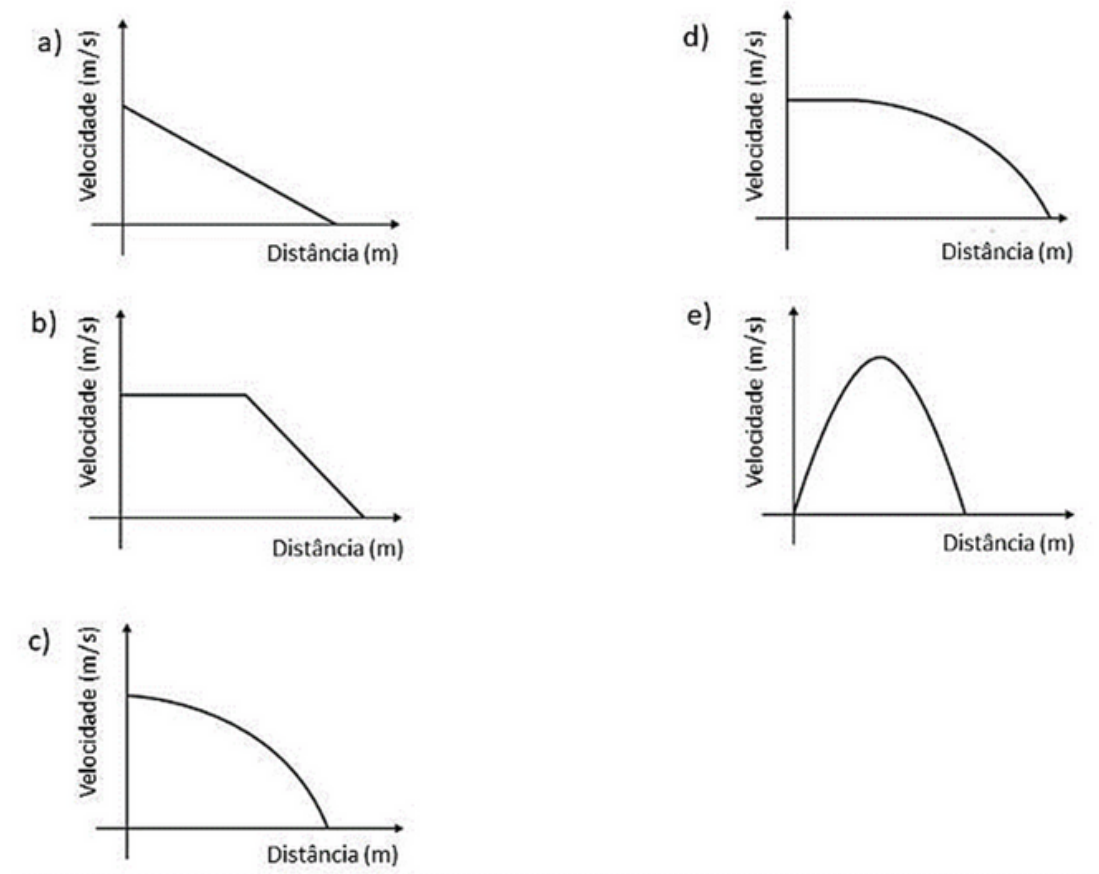 a)
Velocidade (m/s)
Distância (m)
b)
Velocidade (m/s)
Distância (m)
c)
Velocidade (m/s)
Distância (m)
d)
Velocidade (m/s)
Distância (m)
e)
Velocidade (m/s)
Distância (m)